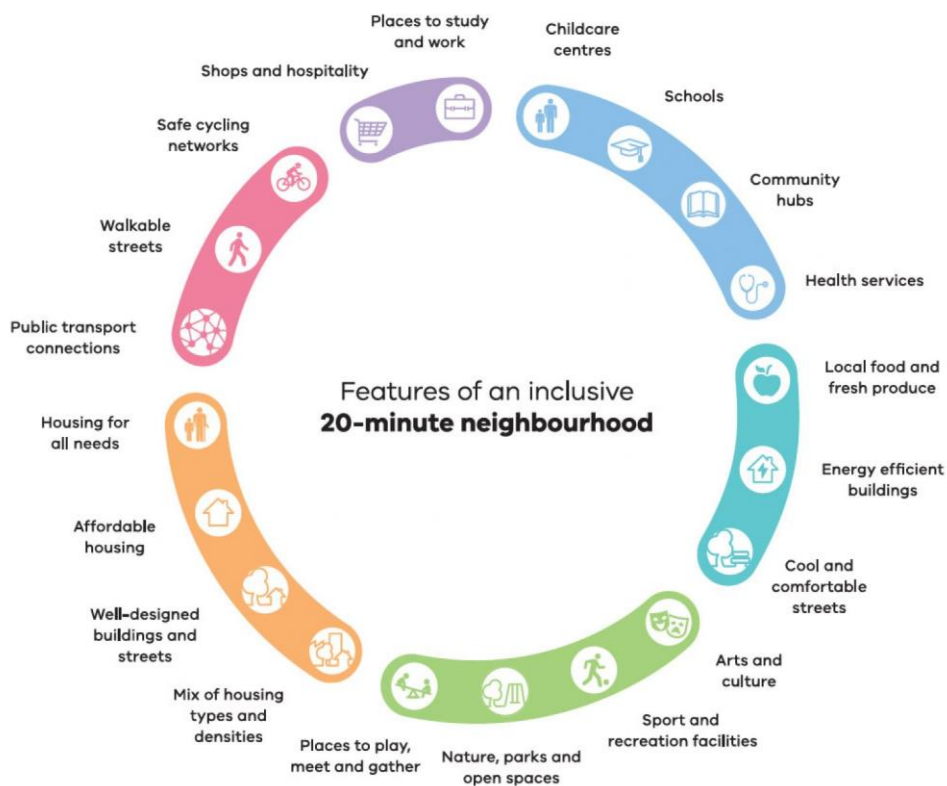 Features of an inclusive
20-minute neighbourhood
Childcare
centres
Schools
Community
hubs
Health services
Local food and
fresh produce
Energy efficient
buildings
Cool and
comfortable
streets
Arts and
culture
Sport and
recreation facilities
Nature, parks and
open spaces
Places to play,
meet and gather
Mix of housing
types and
densities
Well-designed
buildings and
streets
Affordable
housing
Housing for
all needs
Public transport
connections
Walkable
streets
Safe cycling
networks
Shops and hospitality
Places to study
and work